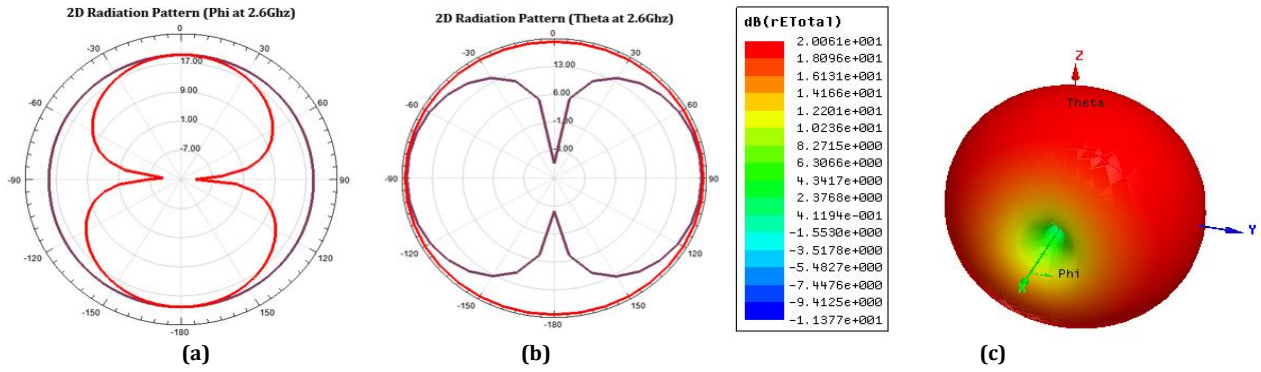 2D Radiation Pattern (Phi at 2.6Ghz)
0
-30
30
17.00
-60
60
9.00
1.00
-7.00
-90
90
-120
120
-150
150
-180
(a)
2D Radiation Pattern (Theta at 2.6Ghz)
0
-30
30
13.00
-60
60
6.00
-1.00
-90
90
-120
120
-150
150
-180
(b)
dB(rETotal)
2.0061e+001
1.8096e+001
1.6131e+001
1.4166e+001
1.2201e+001
1.0236e+001
8.2715e+000
6.3066e+000
4.3417e+000
2.3768e+000
4.1194e-001
-1.5530e+000
-3.5178e+000
-5.4827e+000
-7.4476e+000
-9.4125e+000
-1.1377e+001
Z
Theta
Y
Phi
(c)